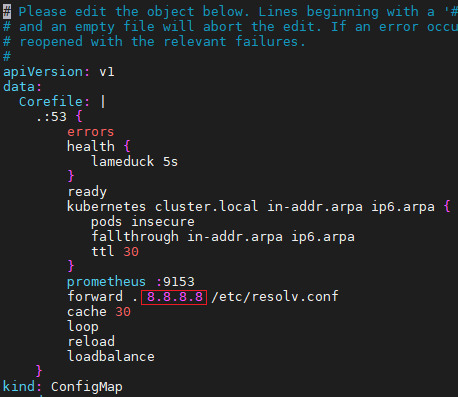 # Please edit the object below. Lines beginning with a '#
# and an empty file will abort the edit. If an error occu
# reopened with the relevant failures.
#
apiVersion: v1
data:
  Corefile: |
    .:53 {
        errors
        health {
           lameduck 5s
        }
        ready
        kubernetes cluster.local in-addr.arpa ip6.arpa {
           pods insecure
           fallthrough in-addr.arpa ip6.arpa
           ttl 30
        }
        prometheus :9153
        forward . 8.8.8.8 /etc/resolv.conf
        cache 30
        loop
        reload
        loadbalance
    }
kind: ConfigMap